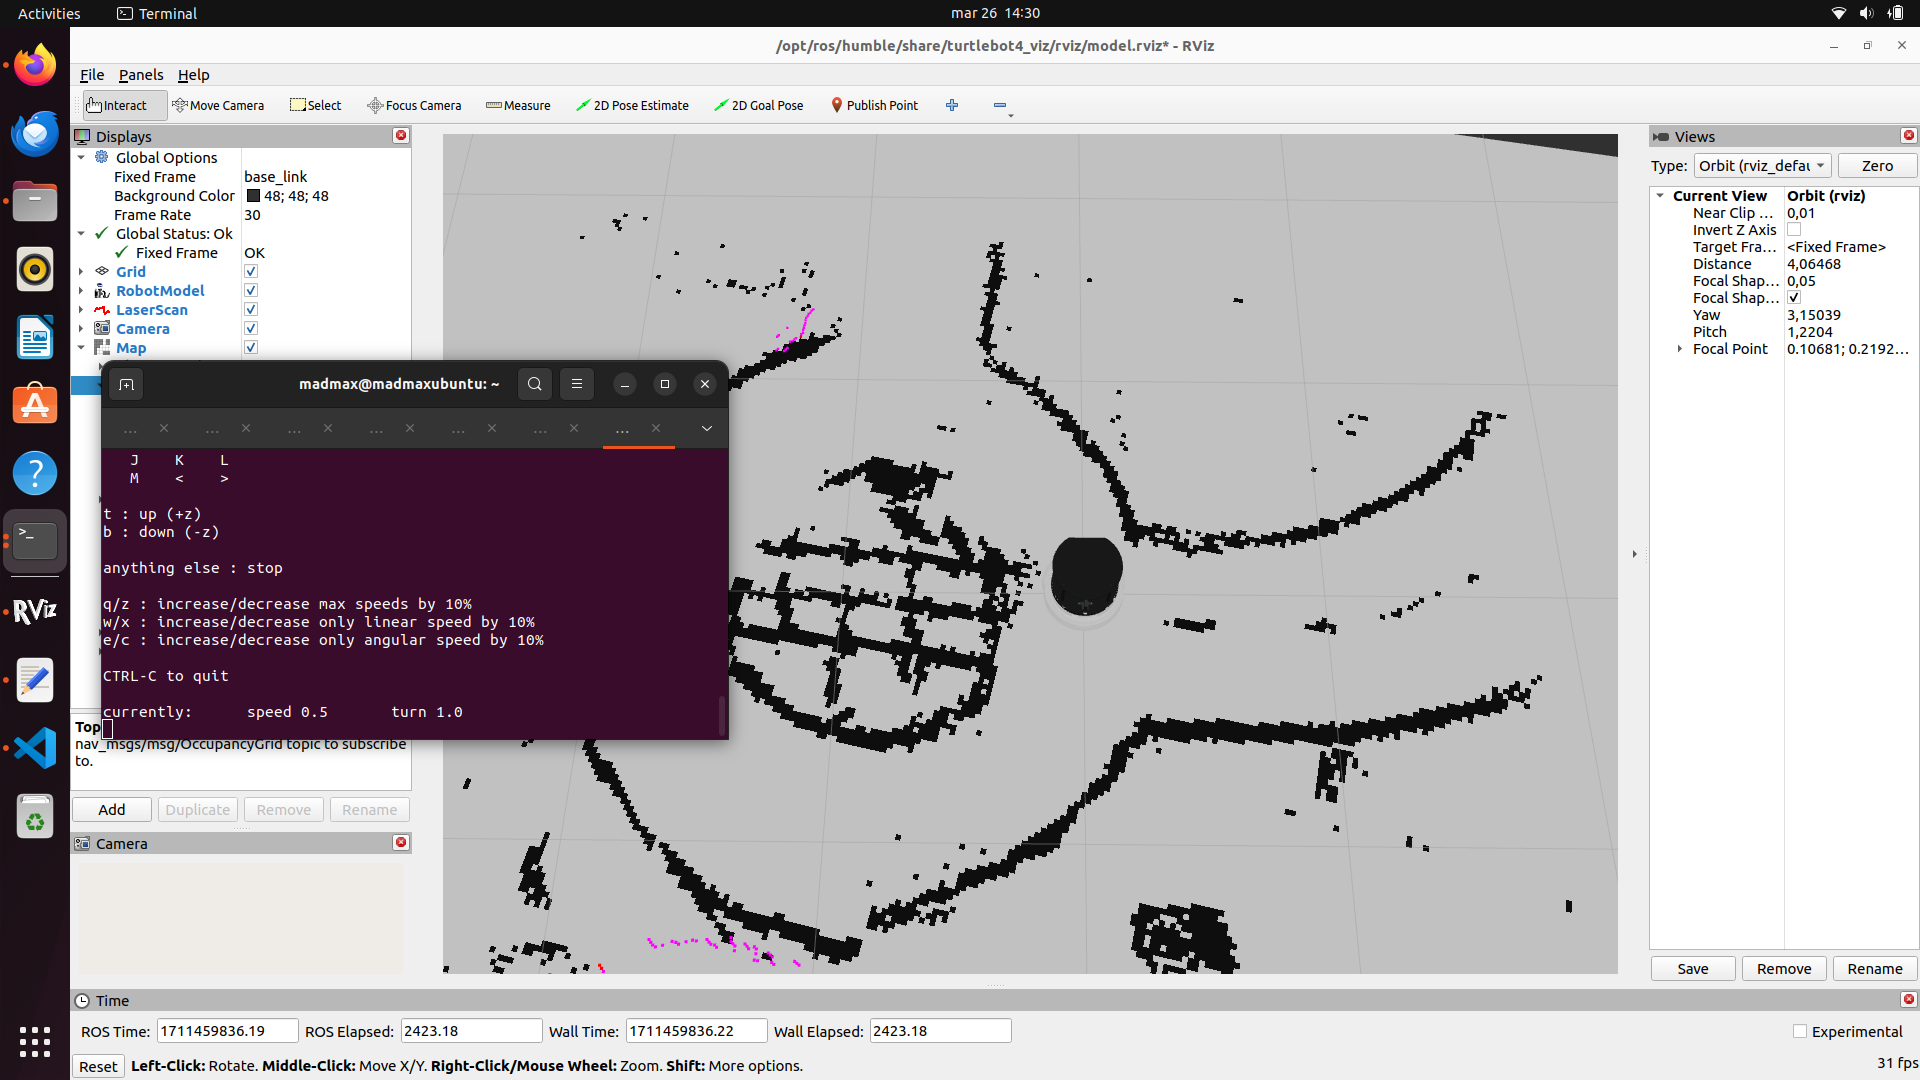 Activities
Terminal
mar 26 14:30
/opt/ros/humble/share/turtlebot4_viz/rviz/model.rviz* - RViz
File Panels Help
Interact Move Camera Select Focus Camera Measure 2D Pose Estimate 2D Goal Pose Publish Point
Displays
Global Options
Fixed Frame base_link
Background Color 48; 48; 48
Frame Rate 30
Global Status: Ok
Fixed Frame OK
Grid
RobotModel
LaserScan
Camera
Map
madmax@madmaxubuntu: ~
... ... ... ... ... ... ...
J K L
M < >
t : up (+z)
b : down (-z)
anything else : stop
q/z : increase/decrease max speeds by 10%
w/x : increase/decrease only linear speed by 10%
e/c : increase/decrease only angular speed by 10%
CTRL-C to quit
currently: speed 0.5 turn 1.0
Top
nav_msgs/msg/OccupancyGrid topic to subscribe
to.
Add Duplicate Remove Rename
Camera
Views
Type: Orbit (rviz_defau Zero
Current View Orbit (rviz)
Near Clip ... 0,01
Invert Z Axis
Target Fra... <Fixed Frame>
Distance 4,06468
Focal Shap... 0,05
Focal Shap...
Yaw 3,15039
Pitch 1,2204
Focal Point 0.10681; 0.2192...
Save Remove Rename
Time
ROS Time: 1711459836.19 ROS Elapsed: 2423.18 Wall Time: 1711459836.22 Wall Elapsed: 2423.18 Experimental
Reset Left-Click: Rotate. Middle-Click: Move X/Y. Right-Click/Mouse Wheel: Zoom. Shift: More options. 31 fps
RViz